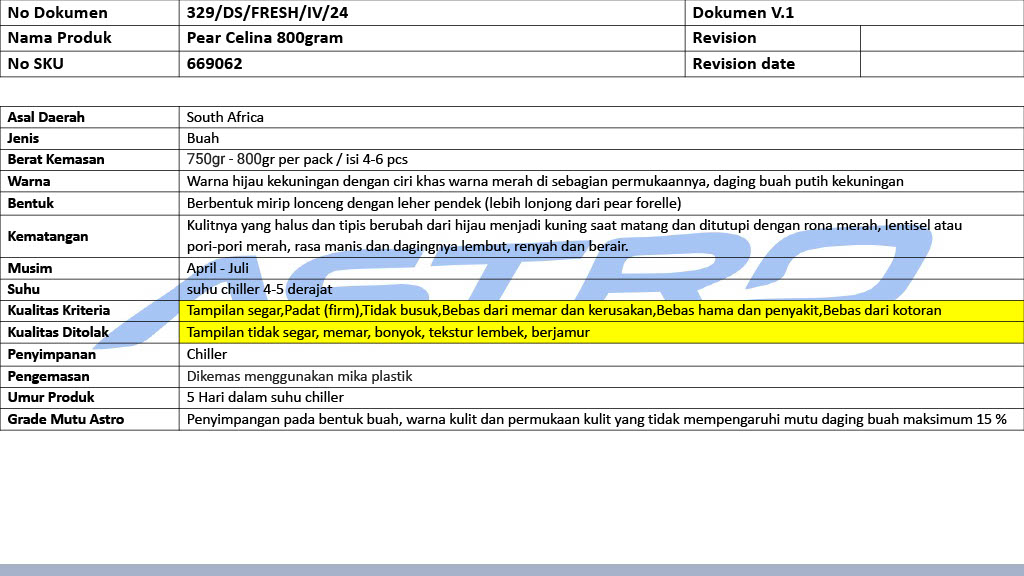 No Dokumen 329/DS/FRESH/IV/24 Dokumen V.1
Nama Produk Pear Celina 800gram Revision
No SKU 669062 Revision date
Asal Daerah South Africa
Jenis Buah
Berat Kemasan 750gr - 800gr per pack / isi 4-6 pcs
Warna Warna hijau kekuningan dengan ciri khas warna merah di sebagian permukaannya, daging buah putih kekuningan
Bentuk Berbentuk mirip lonceng dengan leher pendek (lebih lonjong dari pear forelle)
Kematangan Kulitnya yang halus dan tipis berubah dari hijau menjadi kuning saat matang dan ditutupi dengan rona merah, lentisel atau
pori-pori merah, rasa manis dan dagingnya lembut, renyah dan berair.
Musim April - Juli
Suhu suhu chiller 4-5 derajat
Kualitas Kriteria Tampilan segar,Padat (firm),Tidak busuk,Bebas dari memar dan kerusakan,Bebas hama dan penyakit,Bebas dari kotoran
Kualitas Ditolak Tampilan tidak segar, memar, bonyok, tekstur lembek, berjamur
Penyimpanan Chiller
Pengemasan Dikemas menggunakan mika plastik
Umur Produk 5 Hari dalam suhu chiller
Grade Mutu Astro Penyimpangan pada bentuk buah, warna kulit dan permukaan kulit yang tidak mempengaruhi mutu daging buah maksimum 15 %
ASTRO